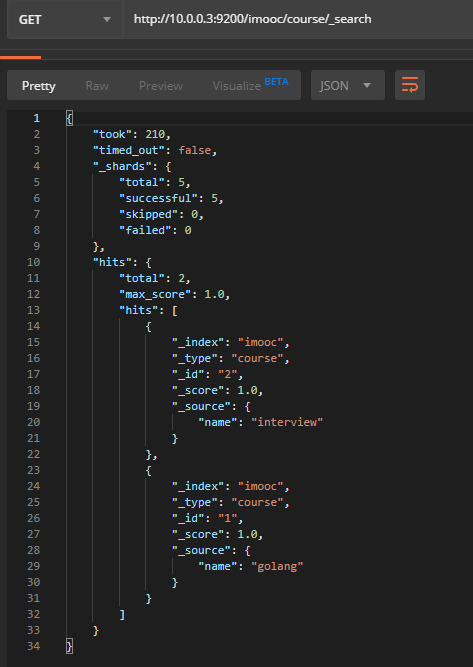 GET http://10.0.0.3:9200/imooc/course/_search
Pretty Raw Preview Visualize BETA JSON
1 {
2 "took": 210,
3 "timed_out": false,
4 "_shards": {
5 "total": 5,
6 "successful": 5,
7 "skipped": 0,
8 "failed": 0
9 },
10 "hits": {
11 "total": 2,
12 "max_score": 1.0,
13 "hits": [
14 {
15 "_index": "imooc",
16 "_type": "course",
17 "_id": "2",
18 "_score": 1.0,
19 "_source": {
20 "name": "interview"
21 }
22 },
23 {
24 "_index": "imooc",
25 "_type": "course",
26 "_id": "1",
27 "_score": 1.0,
28 "_source": {
29 "name": "golang"
30 }
31 }
32 ]
33 }
34 }